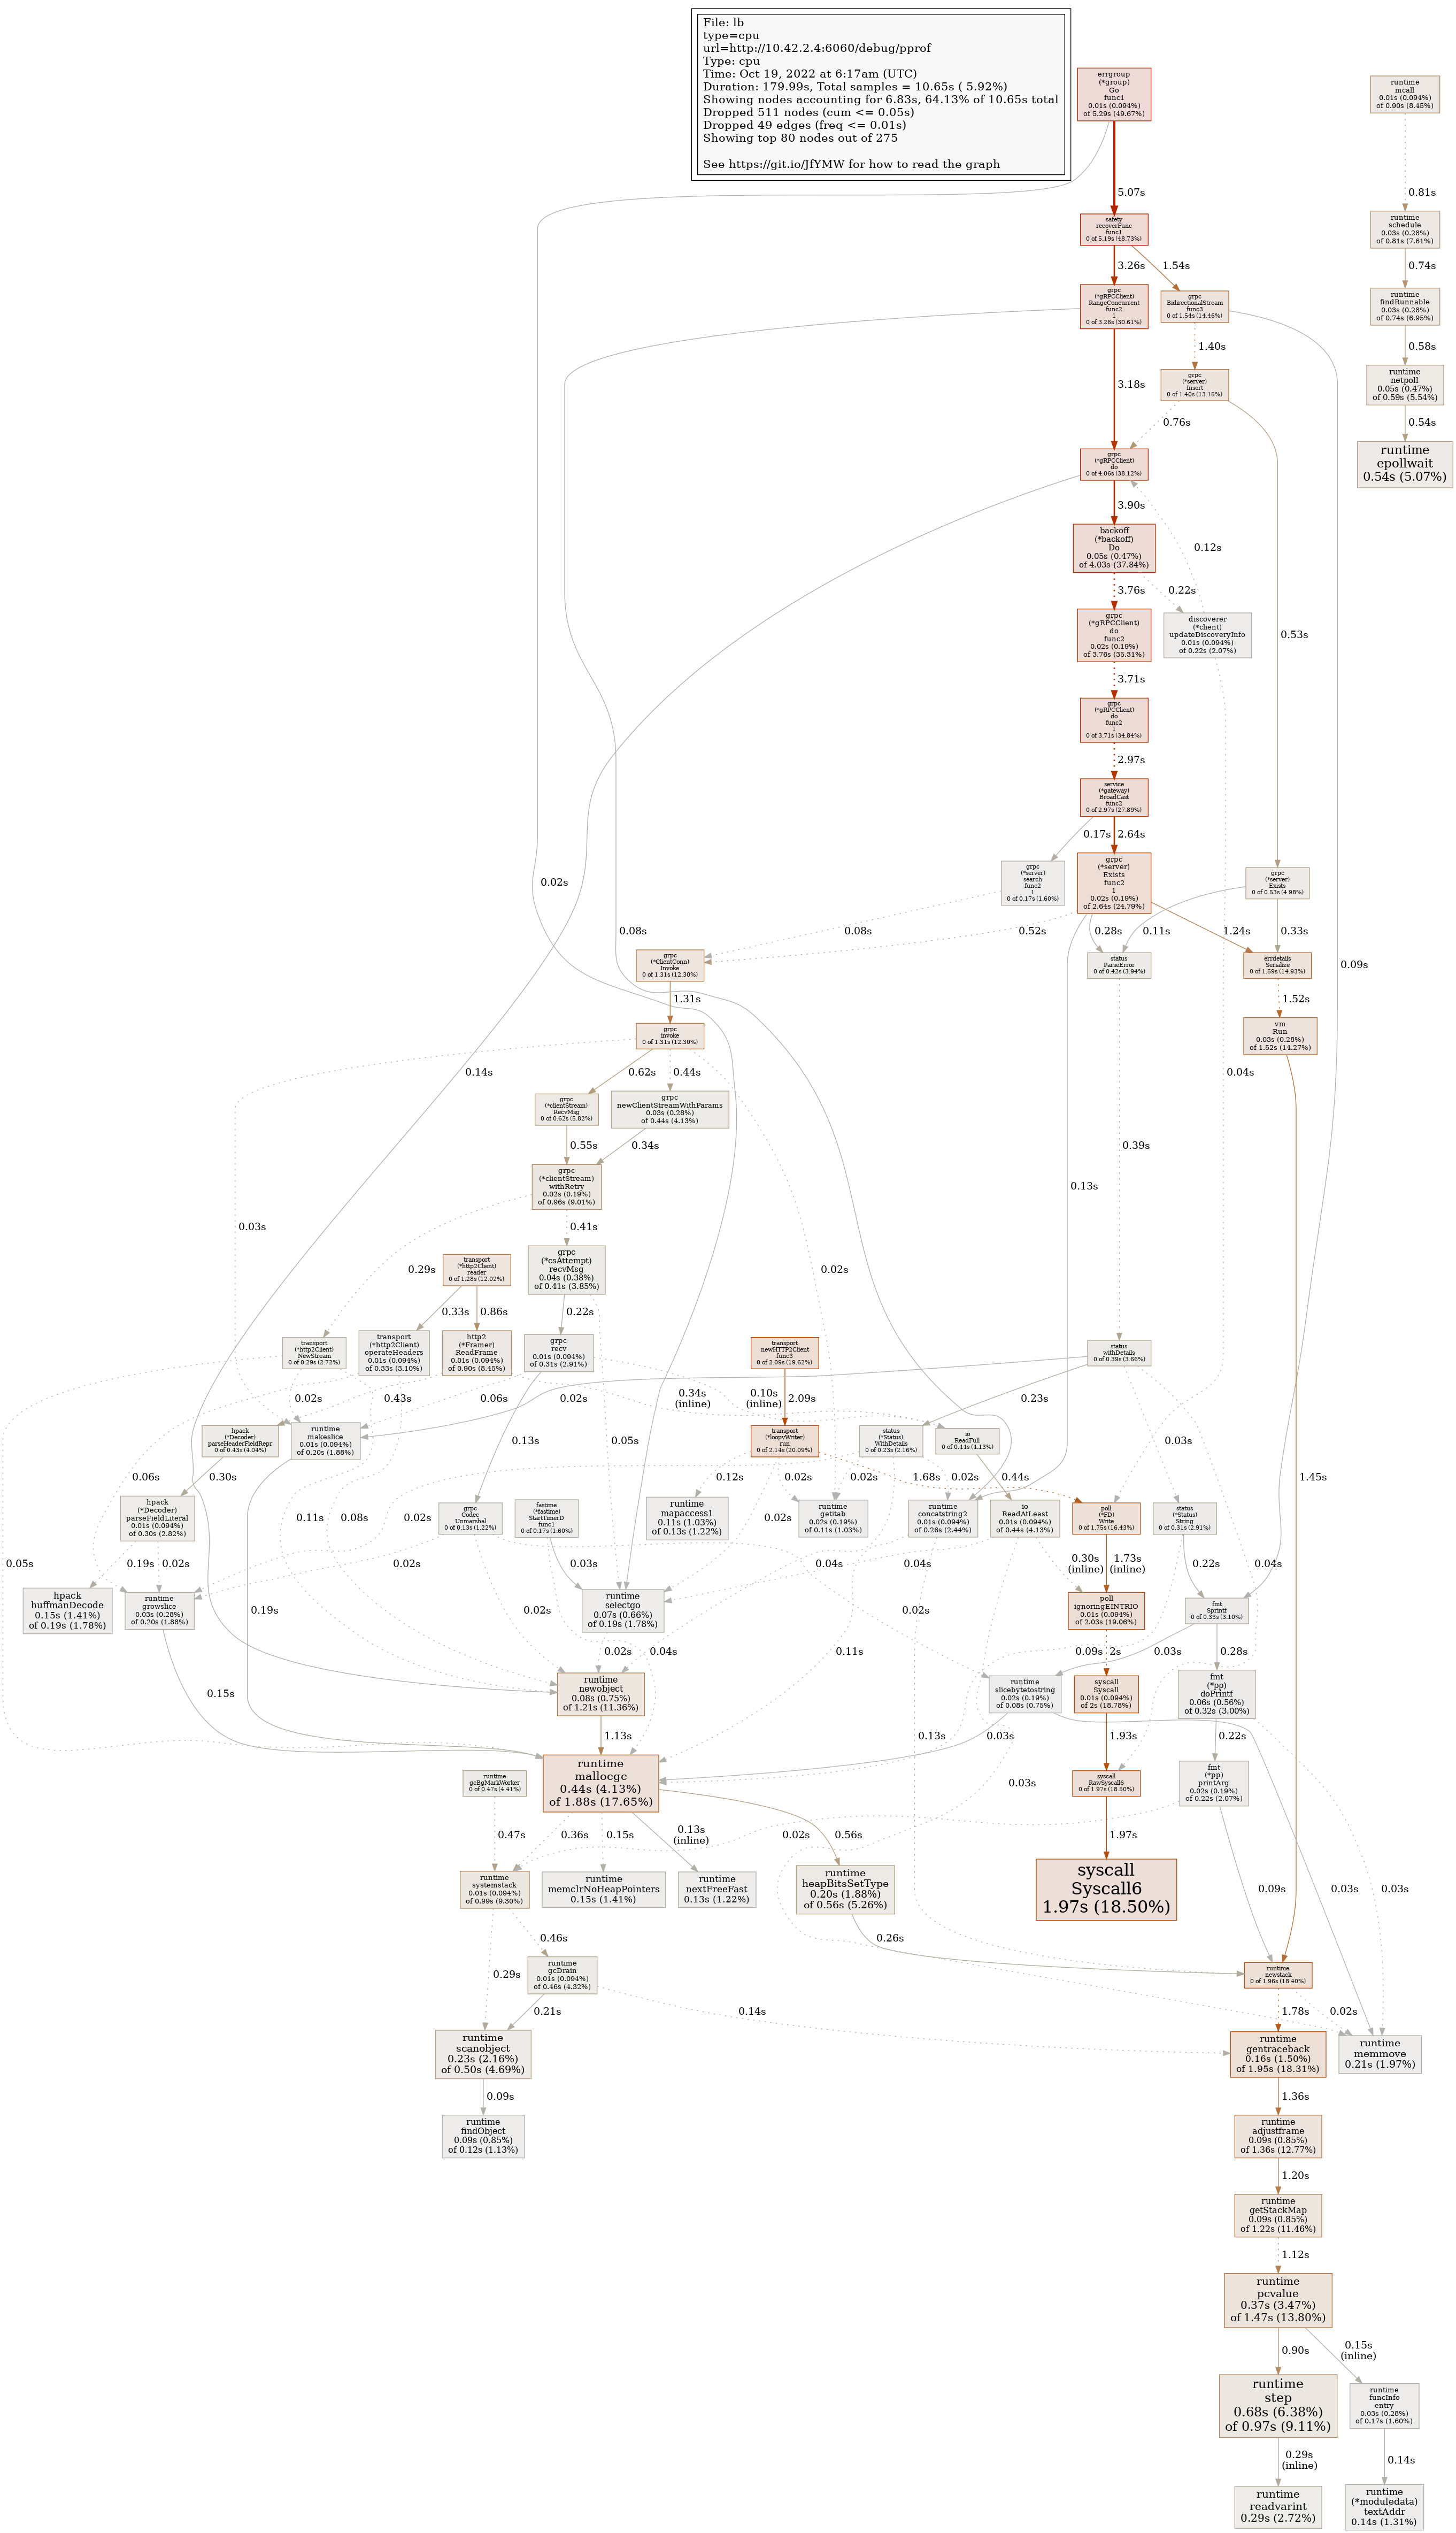 File: lb
type=cpu
url=http://10.42.2.4:6060/debug/pprof
Type: cpu
Time: Oct 19, 2022 at 6:17am (UTC)
Duration: 179.99s, Total samples = 10.65s ( 5.92%)
Showing nodes accounting for 6.83s, 64.13% of 10.65s total
Dropped 511 nodes (cum <= 0.05s)
Dropped 49 edges (freq <= 0.01s)
Showing top 80 nodes out of 275
See https://git.io/JfYMW for how to read the graph
errgroup
(*group)
Go
func1
0.01s (0.094%)
of 5.29s (49.67%)
runtime
mcall
0.01s (0.094%)
of 0.90s (8.45%)
5.07s
0.81s
safety
recoverFunc
func1
0 of 5.19s (48.73%)
runtime
schedule
0.03s (0.28%)
of 0.81s (7.61%)
3.26s
1.54s
0.74s
grpc
(*gRPCClient)
RangeConcurrent
func2
1
0 of 3.26s (30.61%)
grpc
BidirectionalStream
func3
0 of 1.54s (14.46%)
runtime
findRunnable
0.03s (0.28%)
of 0.74s (6.95%)
1.40s
0.58s
3.18s
grpc
(*server)
Insert
0 of 1.40s (13.15%)
runtime
netpoll
0.05s (0.47%)
of 0.59s (5.54%)
0.76s
0.54s
grpc
(*gRPCClient)
do
0 of 4.06s (38.12%)
runtime
epollwait
0.54s (5.07%)
3.90s
0.12s
backoff
(*backoff)
Do
0.05s (0.47%)
of 4.03s (37.84%)
3.76s
0.22s
grpc
(*gRPCClient)
do
func2
0.02s (0.19%)
of 3.76s (35.31%)
discoverer
(*client)
updateDiscoveryInfo
0.01s (0.094%)
of 0.22s (2.07%)
0.53s
3.71s
grpc
(*gRPCClient)
do
func2
1
0 of 3.71s (34.84%)
2.97s
service
(*gateway)
BroadCast
func2
0 of 2.97s (27.89%)
0.17s
2.64s
0.02s
grpc
(*server)
search
func2
1
0 of 0.17s (1.60%)
grpc
(*server)
Exists
func2
1
0.02s (0.19%)
of 2.64s (24.79%)
grpc
(*server)
Exists
0 of 0.53s (4.98%)
0.08s
0.08s
0.52s
0.28s
0.11s
1.24s
0.33s
0.09s
grpc
(*ClientConn)
Invoke
0 of 1.31s (12.30%)
status
ParseError
0 of 0.42s (3.94%)
errdetails
Serialize
0 of 1.59s (14.93%)
1.31s
1.52s
grpc
invoke
0 of 1.31s (12.30%)
vm
Run
0.03s (0.28%)
of 1.52s (14.27%)
0.14s
0.62s
0.44s
0.04s
grpc
(*clientStream)
RecvMsg
0 of 0.62s (5.82%)
grpc
newClientStreamWithParams
0.03s (0.28%)
of 0.44s (4.13%)
0.55s
0.34s
0.39s
grpc
(*clientStream)
withRetry
0.02s (0.19%)
of 0.96s (9.01%)
0.13s
0.03s
0.41s
transport
(*http2Client)
reader
0 of 1.28s (12.02%)
grpc
(*csAttempt)
recvMsg
0.04s (0.38%)
of 0.41s (3.85%)
0.29s
0.02s
0.33s
0.86s
0.22s
transport
(*http2Client)
NewStream
0 of 0.29s (2.72%)
transport
(*http2Client)
operateHeaders
0.01s (0.094%)
of 0.33s (3.10%)
http2
(*Framer)
ReadFrame
0.01s (0.094%)
of 0.90s (8.45%)
grpc
recv
0.01s (0.094%)
of 0.31s (2.91%)
transport
newHTTP2Client
func3
0 of 2.09s (19.62%)
status
withDetails
0 of 0.39s (3.66%)
0.02s
0.43s
0.06s
0.02s
0.34s
(inline)
0.10s
(inline)
2.09s
0.23s
hpack
(*Decoder)
parseHeaderFieldRepr
0 of 0.43s (4.04%)
runtime
makeslice
0.01s (0.094%)
of 0.20s (1.88%)
0.13s
0.05s
transport
(*loopyWriter)
run
0 of 2.14s (20.09%)
status
(*Status)
WithDetails
0 of 0.23s (2.16%)
io
ReadFull
0 of 0.44s (4.13%)
0.03s
0.06s
0.30s
0.12s
0.02s
0.02s
1.68s
0.02s
0.44s
1.45s
hpack
(*Decoder)
parseFieldLiteral
0.01s (0.094%)
of 0.30s (2.82%)
grpc
Codec
Unmarshal
0 of 0.13s (1.22%)
fastime
(*fastime)
StartTimerD
func1
0 of 0.17s (1.60%)
runtime
mapaccess1
0.11s (1.03%)
of 0.13s (1.22%)
runtime
getitab
0.02s (0.19%)
of 0.11s (1.03%)
runtime
concatstring2
0.01s (0.094%)
of 0.26s (2.44%)
io
ReadAtLeast
0.01s (0.094%)
of 0.44s (4.13%)
poll
(*FD)
Write
0 of 1.75s (16.43%)
status
(*Status)
String
0 of 0.31s (2.91%)
0.11s
0.08s
0.02s
0.02s
0.05s
0.19s
0.02s
0.02s
0.03s
0.04s
0.04s
0.30s
(inline)
1.73s
(inline)
0.22s
0.04s
hpack
huffmanDecode
0.15s (1.41%)
of 0.19s (1.78%)
runtime
growslice
0.03s (0.28%)
of 0.20s (1.88%)
0.19s
0.02s
runtime
selectgo
0.07s (0.66%)
of 0.19s (1.78%)
0.02s
poll
ignoringEINTRIO
0.01s (0.094%)
of 2.03s (19.06%)
fmt
Sprintf
0 of 0.33s (3.10%)
0.02s
0.04s
0.11s
0.09s
2s
0.03s
0.28s
0.15s
runtime
newobject
0.08s (0.75%)
of 1.21s (11.36%)
runtime
slicebytetostring
0.02s (0.19%)
of 0.08s (0.75%)
syscall
Syscall
0.01s (0.094%)
of 2s (18.78%)
fmt
(*pp)
doPrintf
0.06s (0.56%)
of 0.32s (3.00%)
1.13s
0.13s
0.03s
1.93s
0.22s
runtime
gcBgMarkWorker
0 of 0.47s (4.41%)
runtime
mallocgc
0.44s (4.13%)
of 1.88s (17.65%)
0.03s
syscall
RawSyscall6
0 of 1.97s (18.50%)
fmt
(*pp)
printArg
0.02s (0.19%)
of 0.22s (2.07%)
0.47s
0.36s
0.15s
0.13s
(inline)
0.02s
0.56s
1.97s
runtime
systemstack
0.01s (0.094%)
of 0.99s (9.30%)
runtime
memclrNoHeapPointers
0.15s (1.41%)
runtime
nextFreeFast
0.13s (1.22%)
runtime
heapBitsSetType
0.20s (1.88%)
of 0.56s (5.26%)
syscall
Syscall6
1.97s (18.50%)
0.09s
0.03s
0.03s
0.29s
0.46s
0.26s
runtime
gcDrain
0.01s (0.094%)
of 0.46s (4.32%)
runtime
newstack
0 of 1.96s (18.40%)
0.21s
0.14s
1.78s
0.02s
runtime
scanobject
0.23s (2.16%)
of 0.50s (4.69%)
runtime
gentraceback
0.16s (1.50%)
of 1.95s (18.31%)
runtime
memmove
0.21s (1.97%)
0.09s
1.36s
runtime
findObject
0.09s (0.85%)
of 0.12s (1.13%)
runtime
adjustframe
0.09s (0.85%)
of 1.36s (12.77%)
1.20s
runtime
getStackMap
0.09s (0.85%)
of 1.22s (11.46%)
1.12s
runtime
pcvalue
0.37s (3.47%)
of 1.47s (13.80%)
0.90s
0.15s
(inline)
runtime
step
0.68s (6.38%)
of 0.97s (9.11%)
runtime
funcInfo
entry
0.03s (0.28%)
of 0.17s (1.60%)
0.29s
(inline)
0.14s
runtime
readvarint
0.29s (2.72%)
runtime
(*moduledata)
textAddr
0.14s (1.31%)